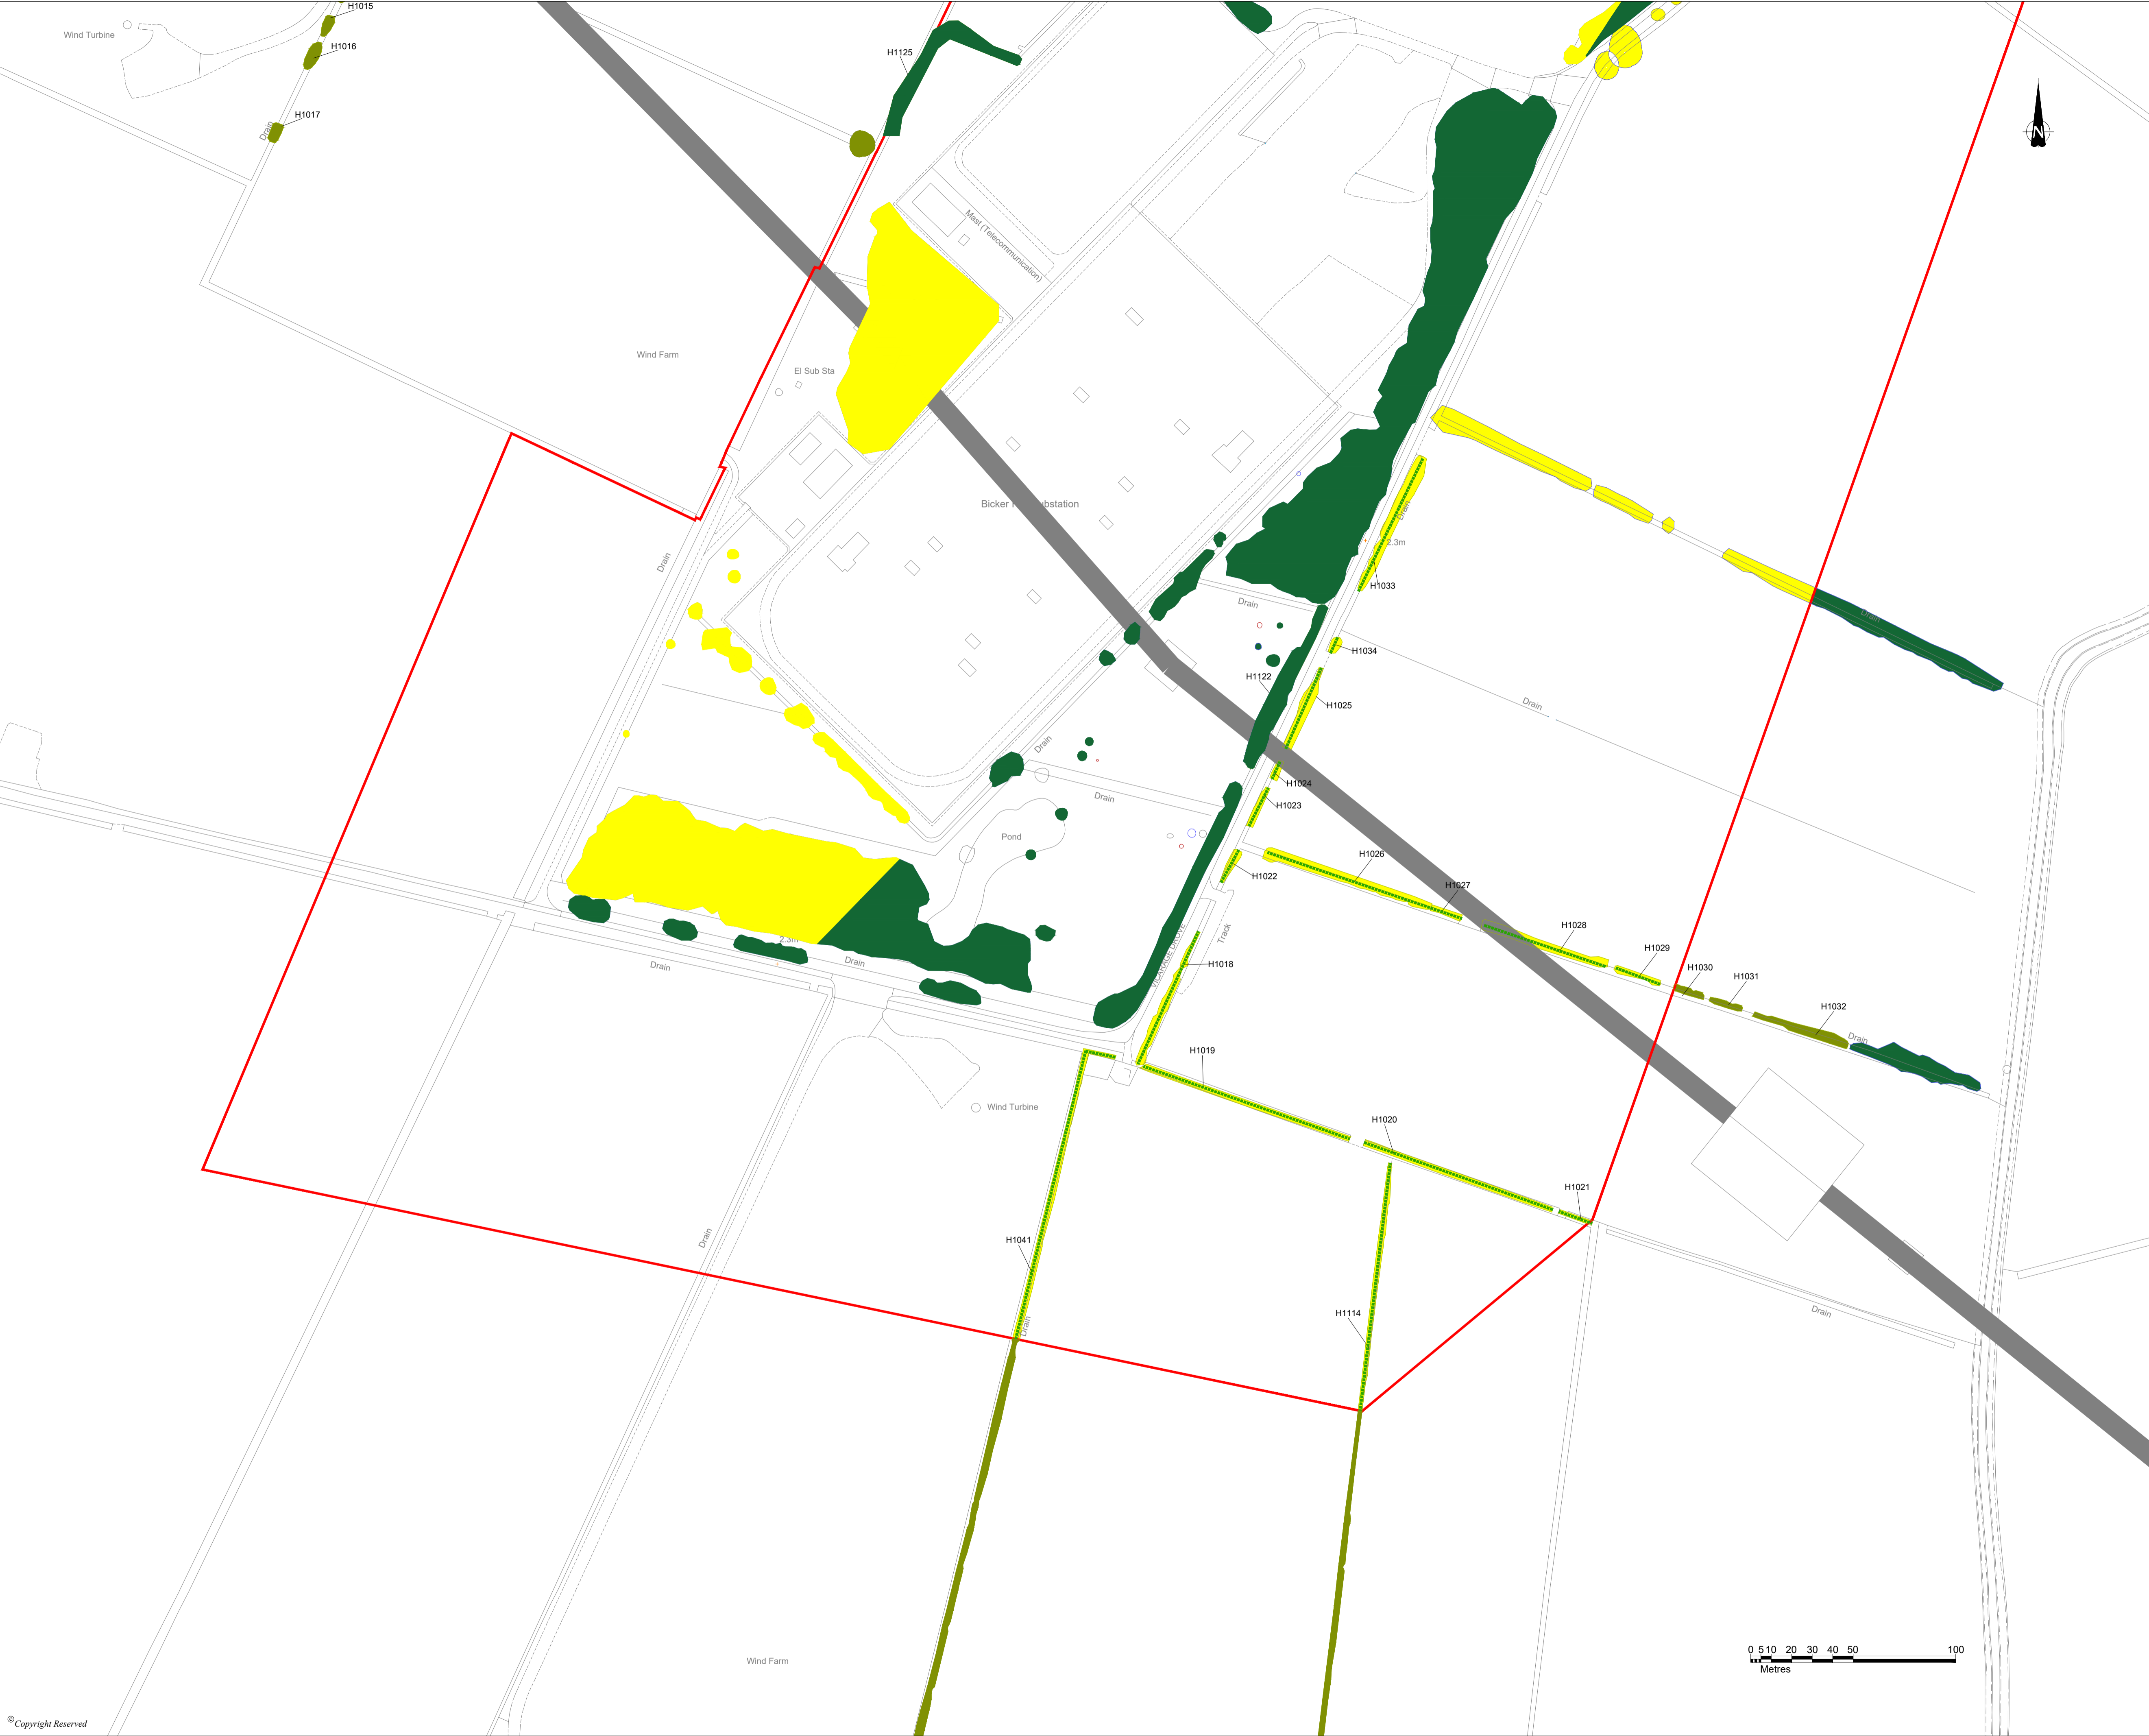 H1015
Wind Turbine
H1016
H1125
H1017
Drain
N
Mast (Telecommunication)
Wind Farm
El Sub Sta
Bicker
bstation
Drain
2.3m
Drain
H1033
Drain
Drain
H1034
H1122
H1025
Drain
Drain
H1024
Drain
H1023
Pond
H1026
H1022
H1027
H1028
Track
2.3m
VICARAGE DROVE
H1029
Drain
Drain
H1018
H1030
H1031
H1032
Drain
H1019
Wind Turbine
H1020
H1021
Drain
H1041
Drain
H1114
Drain
0 5 10 20 30 40 50 100
Metres
Wind Farm
© Copyright Reserved